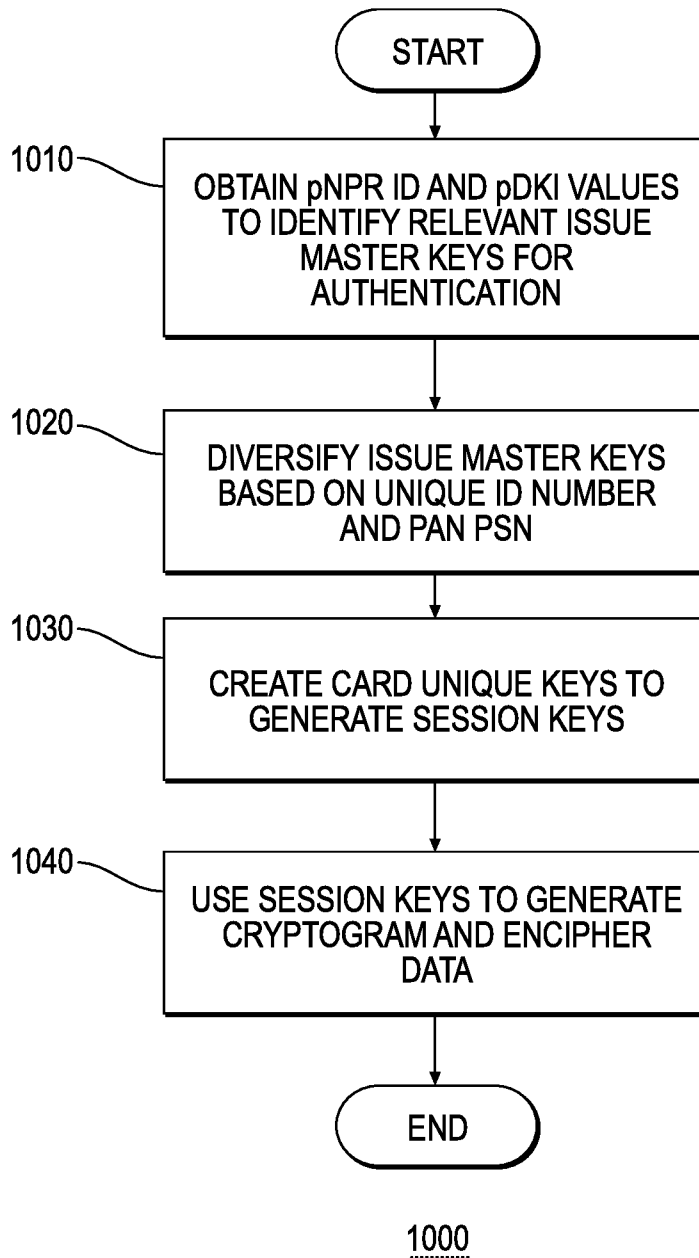 START
1010
OBTAIN pNPR ID AND pDKI VALUES
TO IDENTIFY RELEVANT ISSUE
MASTER KEYS FOR
AUTHENTICATION
1020
DIVERSIFY ISSUE MASTER KEYS
BASED ON UNIQUE ID NUMBER
AND PAN PSN
1030
CREATE CARD UNIQUE KEYS TO
GENERATE SESSION KEYS
1040
USE SESSION KEYS TO GENERATE
CRYPTOGRAM AND ENCIPHER
DATA
END
1000